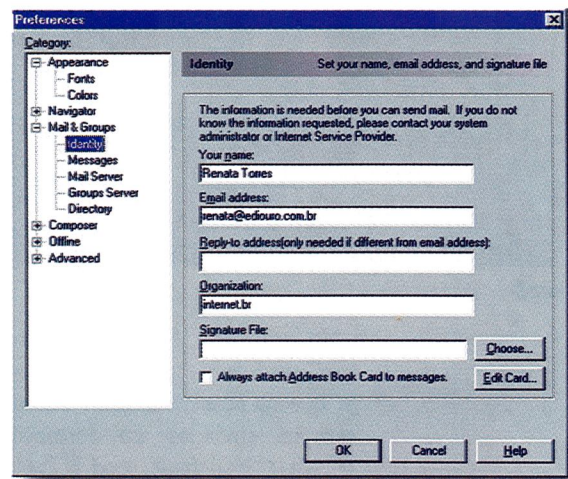 Preferences
Category:
Appearance
Fonts
Colors
Navigator
Mail & Groups
Identity
Messages
Mail Server
Groups Server
Directory
Composer
Offline
Advanced
Identity Set your name, email address, and signature file
The information is needed before you can send mail. If you do not
know the information requested, please contact your system
administrator or Internet Service Provider.
Your name:
Renata Torres
Email address:
renata@ediouro.com.br
Reply-to address(only needed if different from email address):
Organization:
internet.br
Signature File:
Choose...
Always attach Address Book Card to messages.
Edit Card...
OK Cancel Help